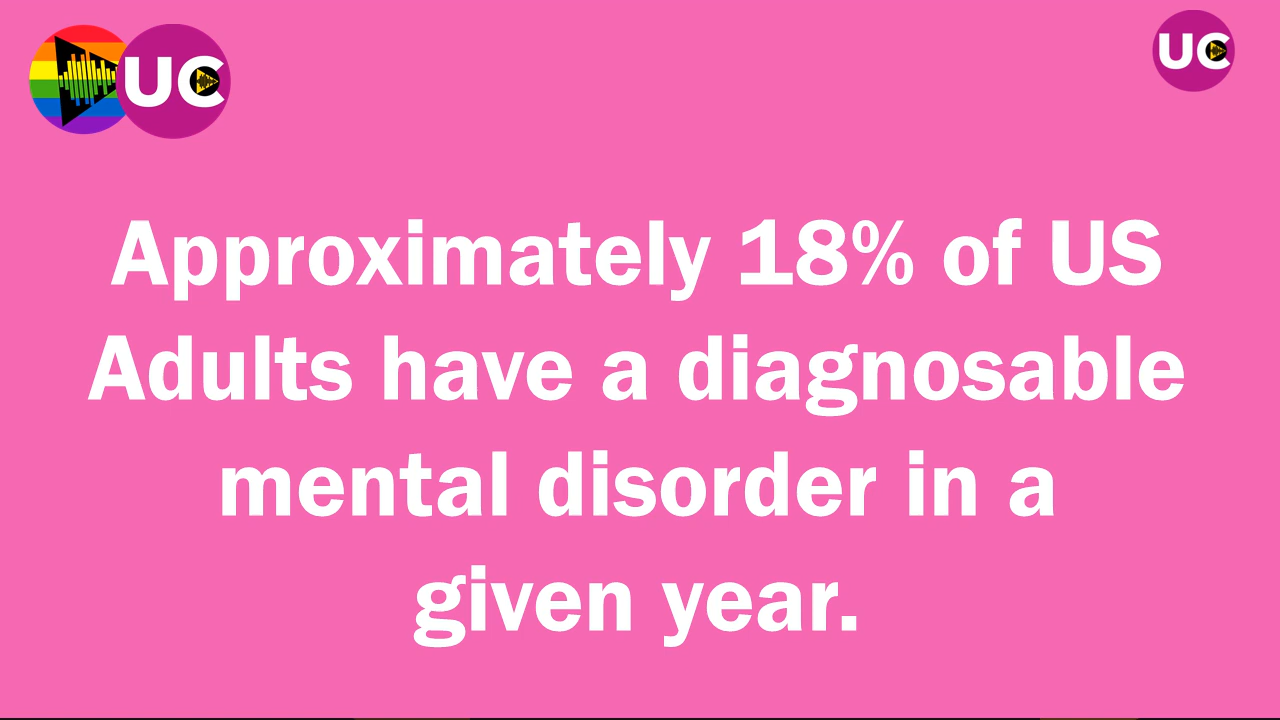 UC
UC
Approximately 18% of US
Adults have a diagnosable
mental disorder in a
given year.